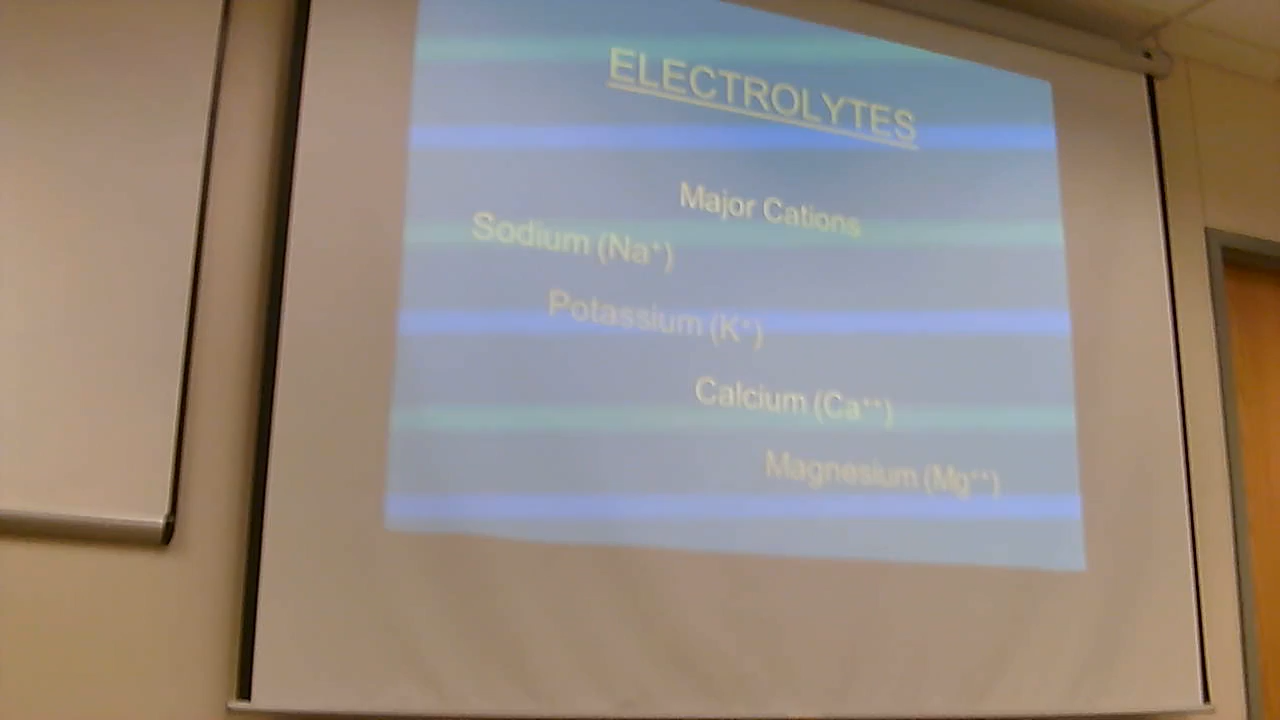 ELECTROLYTES
Major Cations
Sodium (Na⁺)
Potassium (K⁺)
Calcium (Ca⁺⁺)
Magnesium (Mg⁺⁺)